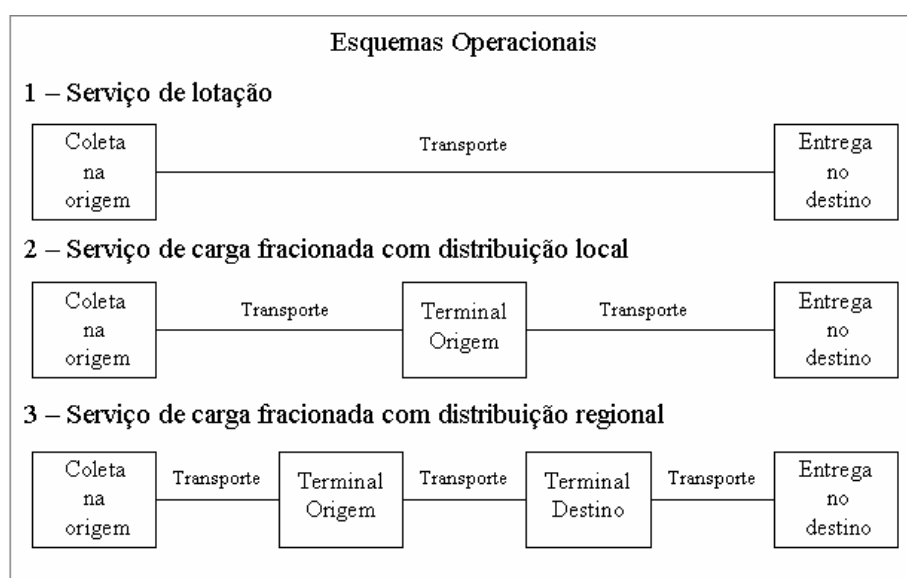 Esquemas Operacionais
1 – Serviço de lotação
Coleta
na
origem
Transporte
Entrega
no
destino
2 – Serviço de carga fracionada com distribuição local
Coleta
na
origem
Transporte
Terminal
Origem
Transporte
Entrega
no
destino
3 – Serviço de carga fracionada com distribuição regional
Coleta
na
origem
Transporte
Terminal
Origem
Transporte
Terminal
Destino
Transporte
Entrega
no
destino